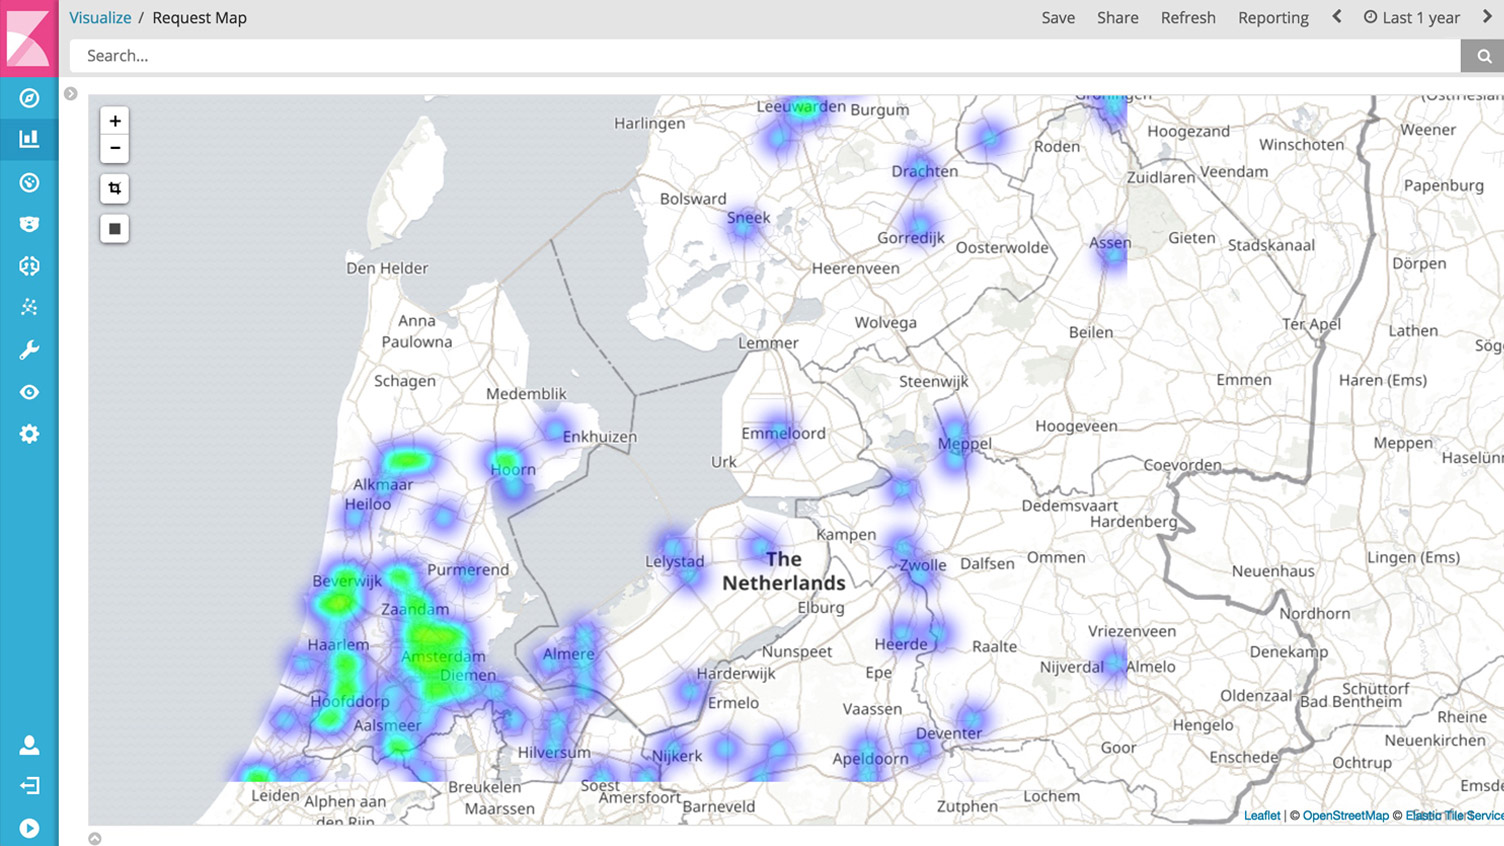 Visualize / Request Map
Save Share Refresh Reporting Last 1 year
Search...
+
−
Leeuwarden Burgum Groningen
Harlingen
Hoogezand
Weener
Roden
Winschoten
Drachten
Zuidlaren Veendam
Papenburg
Bolsward
Sneek
Gorredijk
Oosterwolde
Assen
Gieten
Stadskanaal
Den Helder
Heerenveen
Dörpen
Anna
Paulowna
Wolvega
Beilen
Ter Apel
Lathen
Lemmer
Schagen
Medemblik
Steenwijk
Emmen
Haren (Ems)
Enkhuizen
Emmeloord
Meppel
Hoogeveen
Meppen
Urk
Hoorn
Coevorden
Alkmaar
Heiloo
Dedemsvaart
Hardenberg
Kampen
Lelystad
Zwolle
Dalfsen
Ommen
Lingen (Ems)
The
Netherlands
Beverwijk
Purmerend
Neuenhaus
Zaandam
Elburg
Nordhorn
Haarlem
Heerde
Raalte
Vriezenveen
Amsterdam
Almere
Nunspeet
Denekamp
Diemen
Harderwijk
Epe
Nijverdal
Almelo
Hoofddorp
Ermelo
Vaassen
Oldenzaal
Schüttorf
Bad Bentheim
Aalsmeer
Deventer
Hengelo
Rheine
Hilversum
Nijkerk
Apeldoorn
Goor
Enschede
Neuenkirchen
Ochtrup
Leiden
Alphen aan
den Rijn
Breukelen
Maarssen
Soest
Amersfoort
Barneveld
Zutphen
Lochem
Leaflet | © OpenStreetMap © Elastic Tile Service